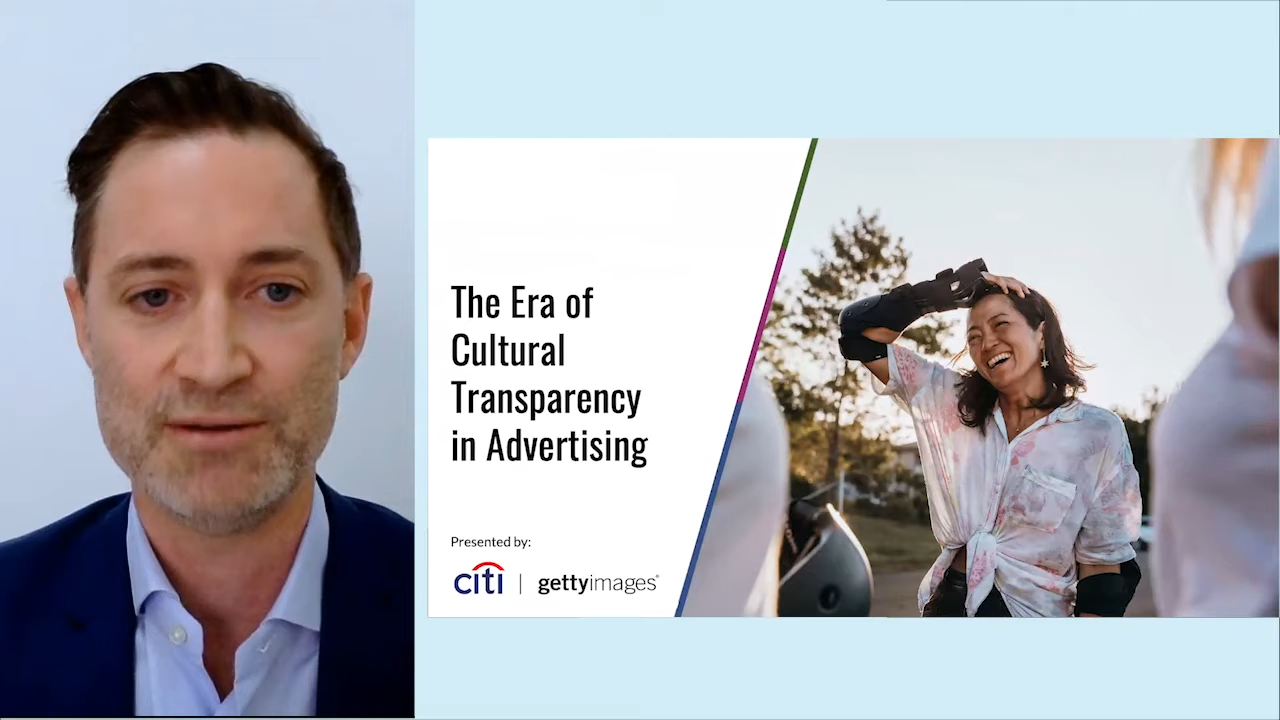 The Era of
Cultural
Transparency
in Advertising
Presented by:
citi | gettyimages®